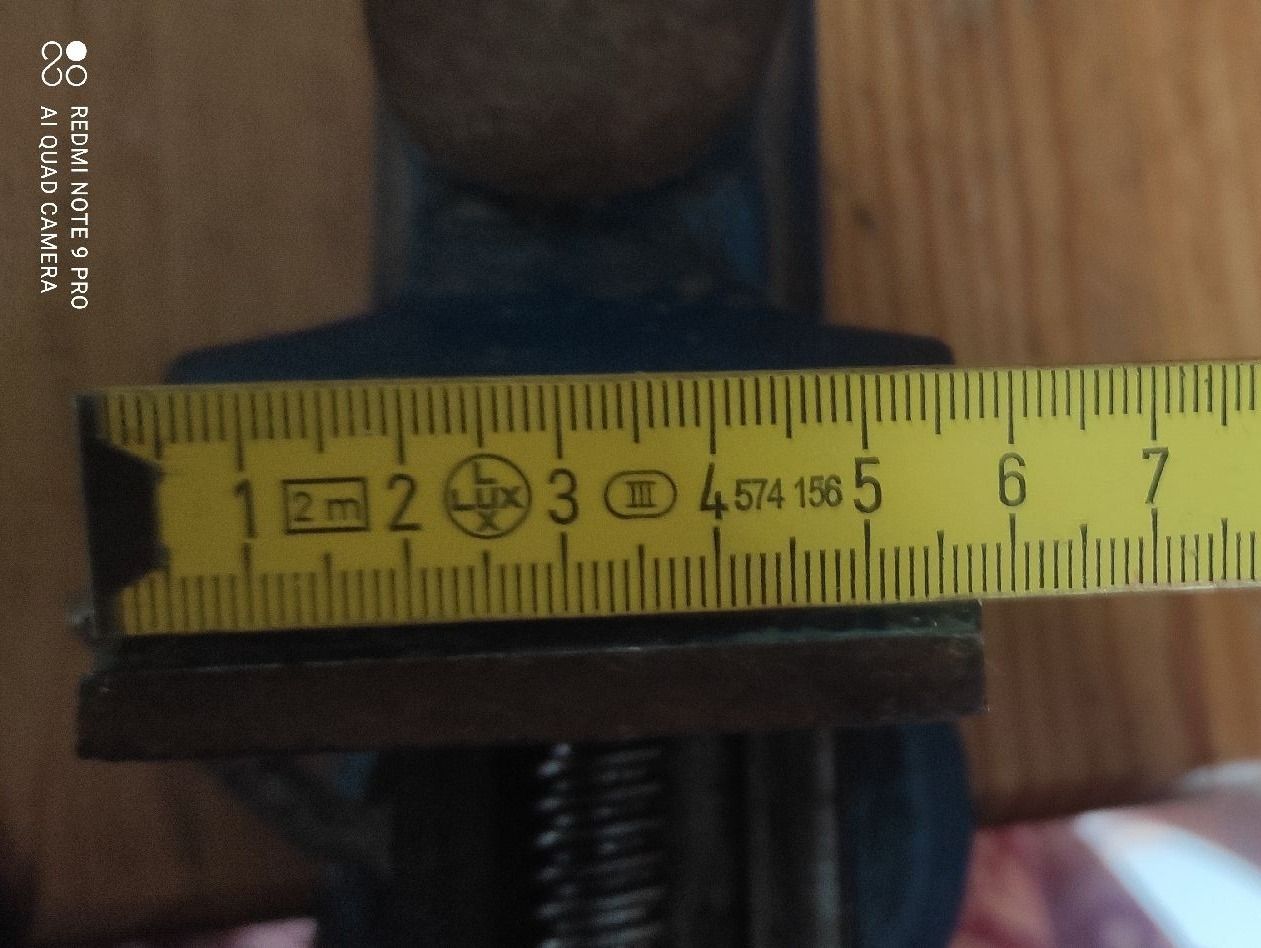 REDMI NOTE 9 PRO
AI QUAD CAMERA
1 2 m 2 L LUX X 3 III 4 574 156 5 6 7